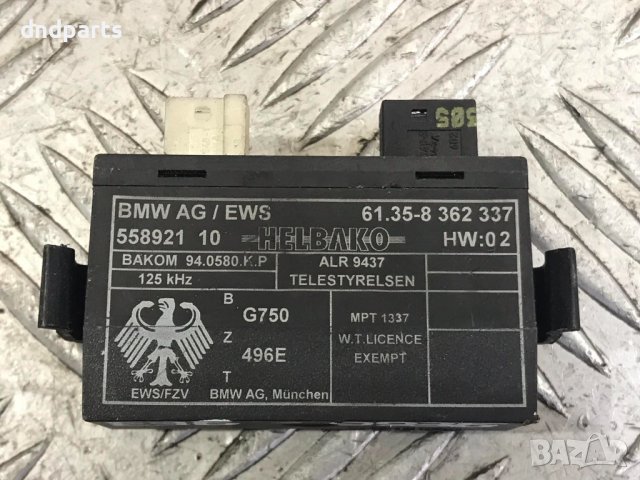 dndparts
505
BMW AG / EWS 61.35-8 362 337
558921 10 HELBAKO HW:02
BAKOM 94.0580.K.P ALR 9437
125 kHz TELESTYRELSEN
B
Z
T
G750
496E
MPT 1337
W.T.LICENCE
EXEMPT
EWS/FZV BMW AG, München
BAZAR